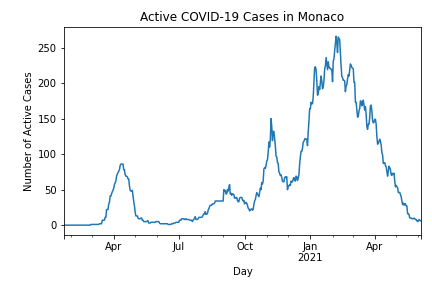 Active COVID-19 Cases in Monaco
250
200
150
100
50
0
Number of Active Cases
Apr
Jul
Oct
Jan
2021
Apr
Day